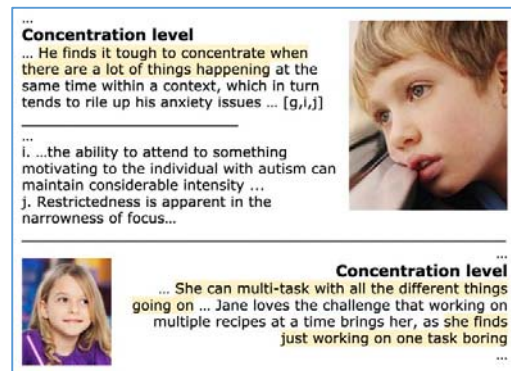 ...
Concentration level
... He finds it tough to concentrate when
there are a lot of things happening at the
same time within a context, which in turn
tends to rile up his anxiety issues ... [g,i,j]
...
i. ...the ability to attend to something
motivating to the individual with autism can
maintain considerable intensity ...
j. Restrictedness is apparent in the
narrowness of focus...
...
Concentration level
... She can multi-task with all the different things
going on ... Jane loves the challenge that working on
multiple recipes at a time brings her, as she finds
just working on one task boring
...